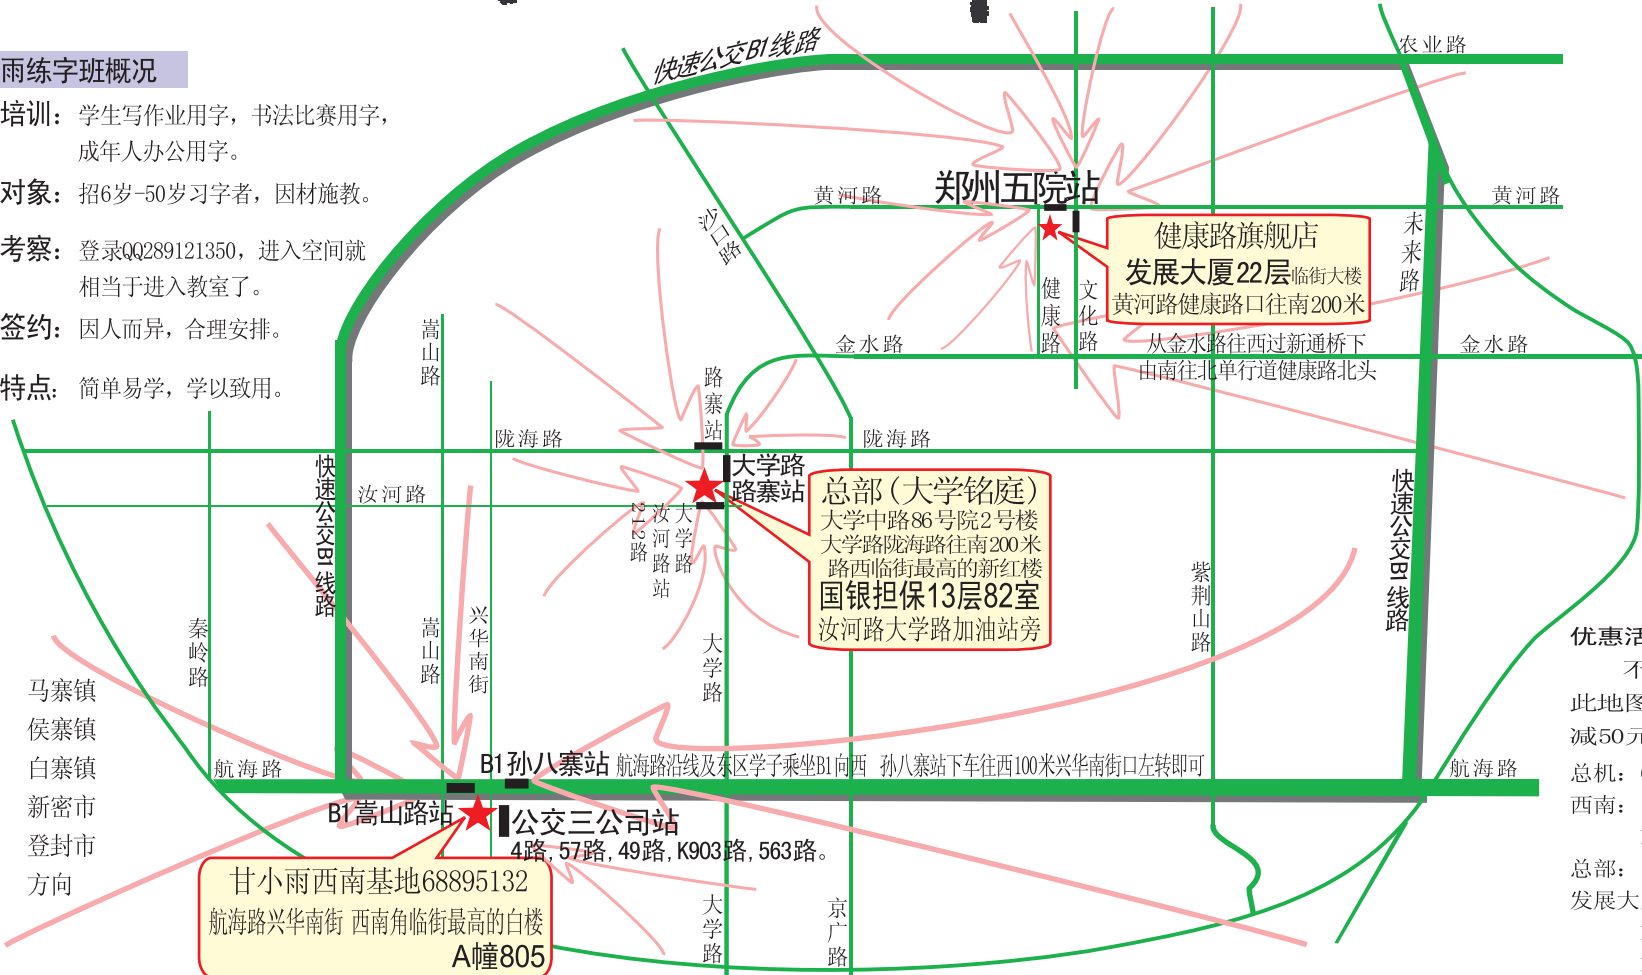 雨练字班概况
培训：学生写作业用字，书法比赛用字，
成年人办公用字。
对象：招6岁-50岁习字者，因材施教。
考察：登录QQ289121350，进入空间就
相当于进入教室了。
签约：因人而异，合理安排。
特点：简单易学，学以致用。
快速公交B1线路
农业路
沙口路
黄河路
郑州五院站
黄河路
未来路
健康路旗舰店
发展大厦22层临街大楼
黄河路健康路口往南200米
健康路
文化路
嵩山路
金水路
从金水路往西过新通桥下
由南往北单行道健康路北头
金水路
路寨站
陇海路
陇海路
快速公交B1线路
汝河路
大学路
路寨站
212路
汝河路站
大学路
总部（大学铭庭）
大学中路86号院2号楼
大学路陇海路往南200米
路西临街最高的新红楼
国银担保13层82室
汝河路大学路加油站旁
快速公交B1线路
紫荆山路
秦岭路
嵩山路
兴华南街
大学路
马寨镇
侯寨镇
白寨镇
新密市
登封市
方向
航海路
B1孙八寨站
航海路沿线及东区学子乘坐B1向西 孙八寨站下车往西100米兴华南街口左转即可
航海路
B1嵩山路站
公交三公司站
4路,57路,49路,K903路,563路。
甘小雨西南基地68895132
航海路兴华南街 西南角临街最高的白楼
A幢805
大学路
京广路
优惠活
不
此地图
减50元
总机：
西南：
总部：
发展大